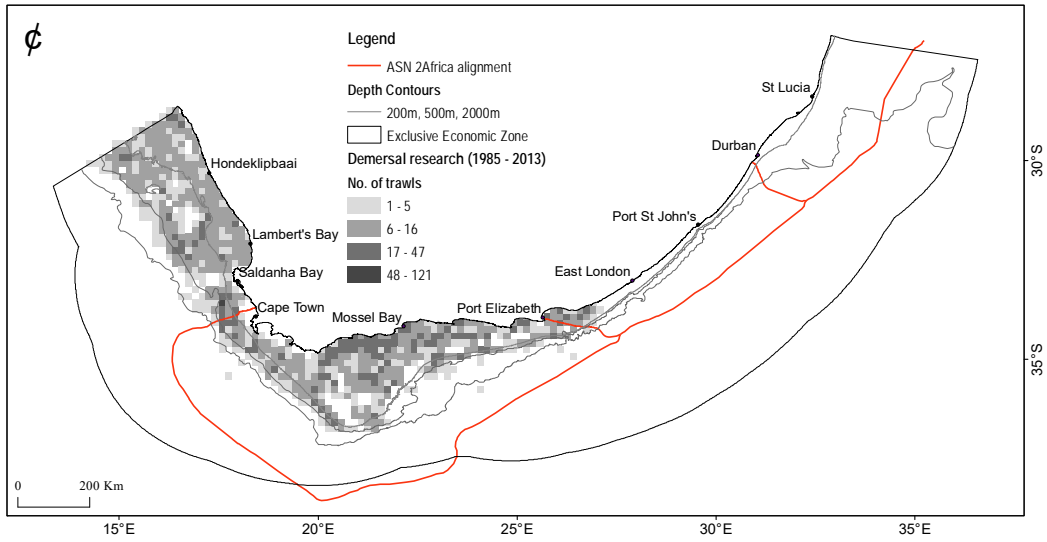 ¢
Legend
ASN 2Africa alignment
Depth Contours
200m, 500m, 2000m
Exclusive Economic Zone
Demersal research (1985 - 2013)
No. of trawls
1 - 5
6 - 16
17 - 47
48 - 121
St Lucia
Durban
Hondeklipbaai
Port St John's
Lambert's Bay
Saldanha Bay
East London
Cape Town
Mossel Bay
Port Elizabeth
30°S
35°S
0 200 Km
15°E 20°E 25°E 30°E 35°E